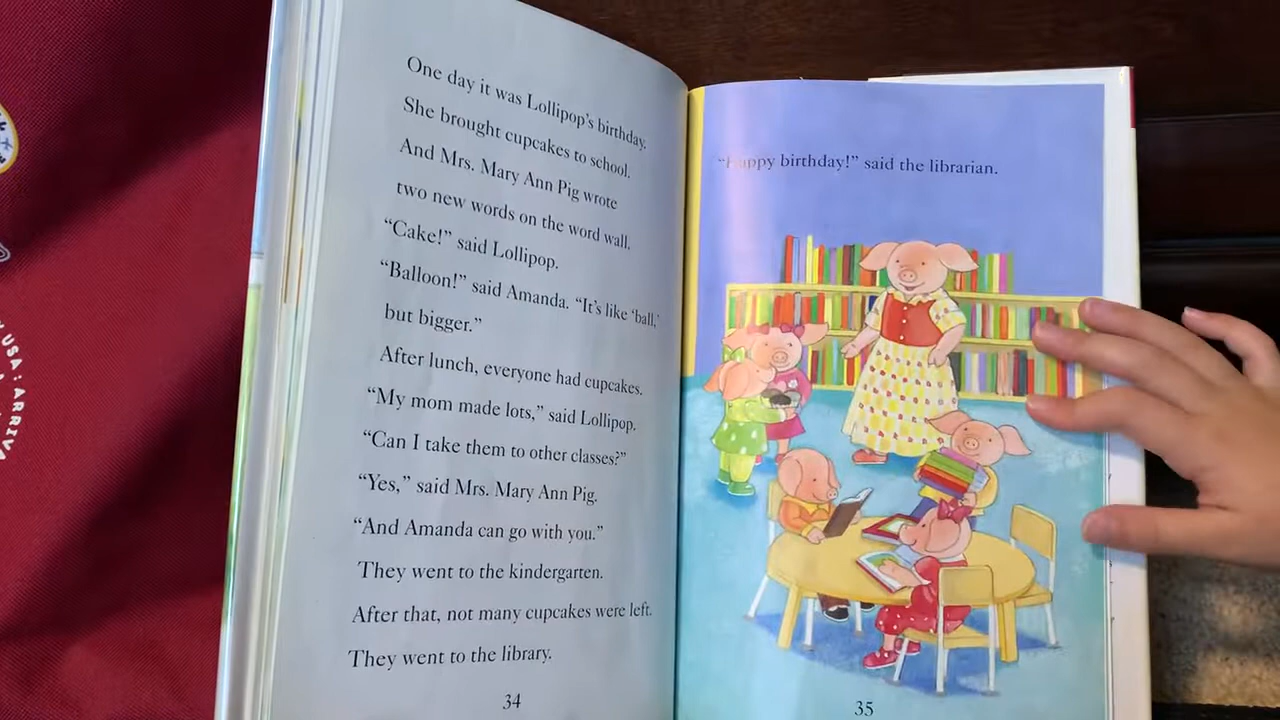 One day it was Lollipop's birthday.
She brought cupcakes to school.
And Mrs. Mary Ann Pig wrote
two new words on the word wall.
“Cake!” said Lollipop.
“Balloon!” said Amanda. “It's like ‘ball,’
but bigger.”
After lunch, everyone had cupcakes.
“My mom made lots,” said Lollipop.
“Can I take them to other classes?”
“Yes,” said Mrs. Mary Ann Pig.
“And Amanda can go with you.”
They went to the kindergarten.
After that, not many cupcakes were left.
They went to the library.
34
“Happy birthday!” said the librarian.
35
USA : ARRIVA